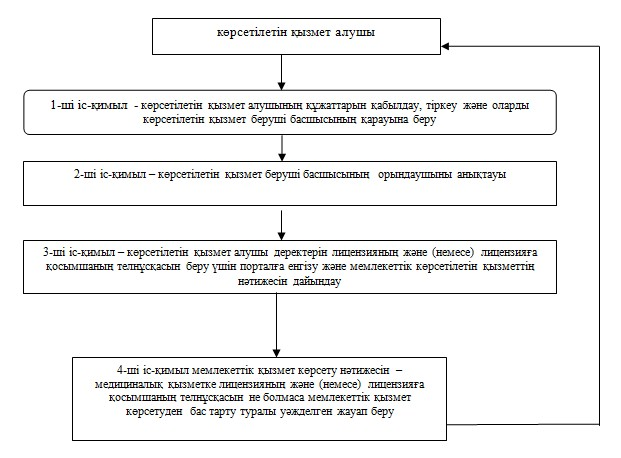 көрсетілетін қызмет алушы
1-ші іс-қимыл - көрсетілетін қызмет алушының құжаттарын қабылдау, тіркеу және оларды
көрсетілетін қызмет беруші басшысының қарауына беру
2-ші іс-қимыл – көрсетілетін қызмет беруші басшысының орындаушыны анықтауы
3-ші іс-қимыл – көрсетілетін қызмет алушы деректерін лицензияның және (немесе) лицензияға
қосымшаның телнұсқасын беру үшін порталға енгізу және мемлекеттік көрсетілетін қызметтің
нәтижесін дайындау
4-ші іс-қимыл мемлекеттік қызмет көрсету нәтижесін –
медициналық қызметке лицензияның және (немесе) лицензияға
қосымшаның телнұсқасын не болмаса мемлекеттік қызмет
көрсетуден бас тарту туралы уәжделген жауап беру